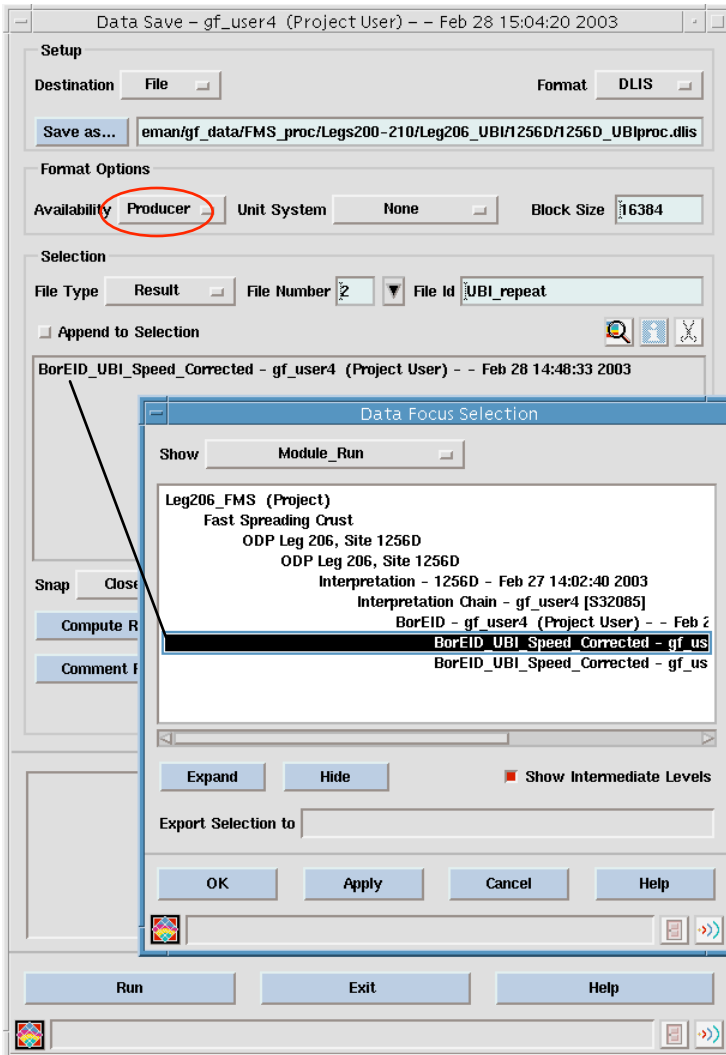 Data Save – gf_user4 (Project User) – – Feb 28 15:04:20 2003
Setup
Destination File Format DLIS
Save as... eman/gf_data/FMS_proc/Legs200-210/Leg206_UBI/1256D/1256D_UBIproc.dlis
Format Options
Availability Producer Unit System None Block Size 16384
Selection
File Type Result File Number 2 File Id UBI_repeat
Append to Selection
BorEID_UBI_Speed_Corrected – gf_user4 (Project User) – – Feb 28 14:48:33 2003
Data Focus Selection
Show Module_Run
Leg206_FMS (Project)
Fast Spreading Crust
ODP Leg 206, Site 1256D
ODP Leg 206, Site 1256D
Interpretation – 1256D – Feb 27 14:02:40 2003
Interpretation Chain – gf_user4 [S32085]
BorEID – gf_user4 (Project User) – – Feb 2
BorEID_UBI_Speed_Corrected – gf_us
BorEID_UBI_Speed_Corrected – gf_us
Snap Close
Compute R
Comment F
Expand Hide Show Intermediate Levels
Export Selection to
OK Apply Cancel Help
Run Exit Help